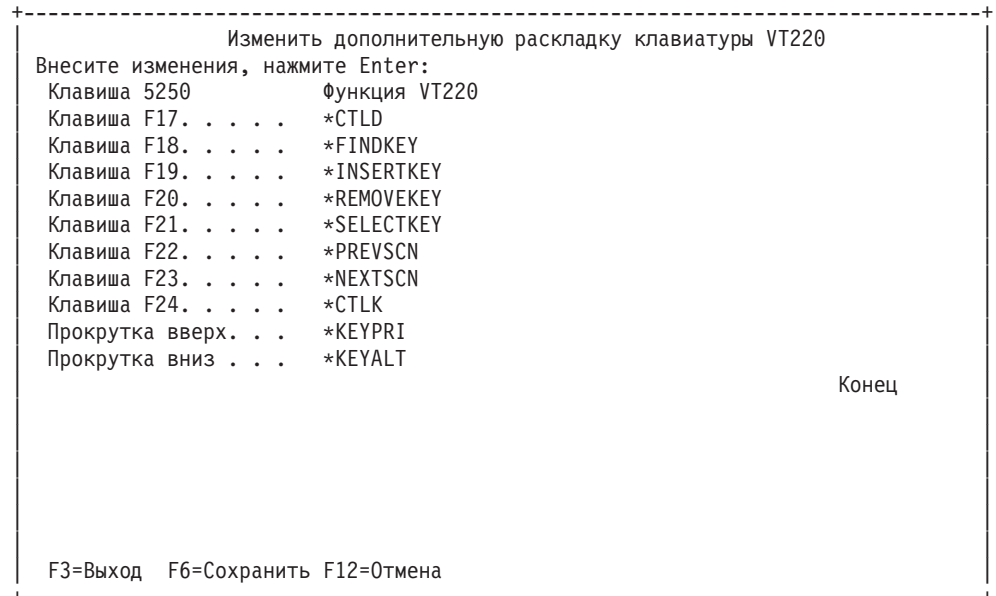 Изменить дополнительную раскладку клавиатуры VT220
Внесите изменения, нажмите Enter:
Клавиша 5250 Функция VT220
Клавиша F17. . . . . *CTLD
Клавиша F18. . . . . *FINDKEY
Клавиша F19. . . . . *INSERTKEY
Клавиша F20. . . . . *REMOVEKEY
Клавиша F21. . . . . *SELECTKEY
Клавиша F22. . . . . *PREVSCN
Клавиша F23. . . . . *NEXTSCN
Клавиша F24. . . . . *CTLK
Прокрутка вверх. . . *KEYPRI
Прокрутка вниз . . . *KEYALT
Конец
F3=Выход F6=Сохранить F12=Отмена